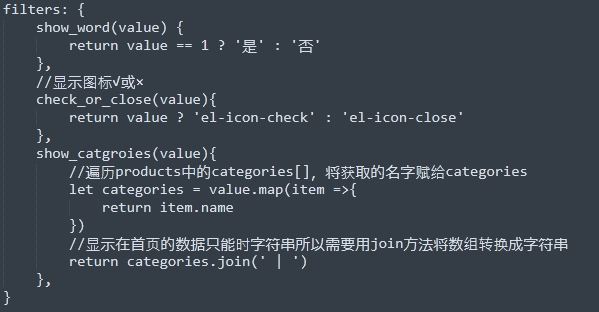 filters: {
    show_word(value) {
        return value == 1 ? '是' : '否'
    },
    //显示图标√或×
    check_or_close(value){
        return value ? 'el-icon-check' : 'el-icon-close'
    },
    show_catgroies(value){
        //遍历products中的categories[]，将获取的名字赋给categories
        let categories = value.map(item =>{
            return item.name
        })
        //显示在首页的数据只能时字符串所以需要用join方法将数组转换成字符串
        return categories.join(' | ')
    },
}